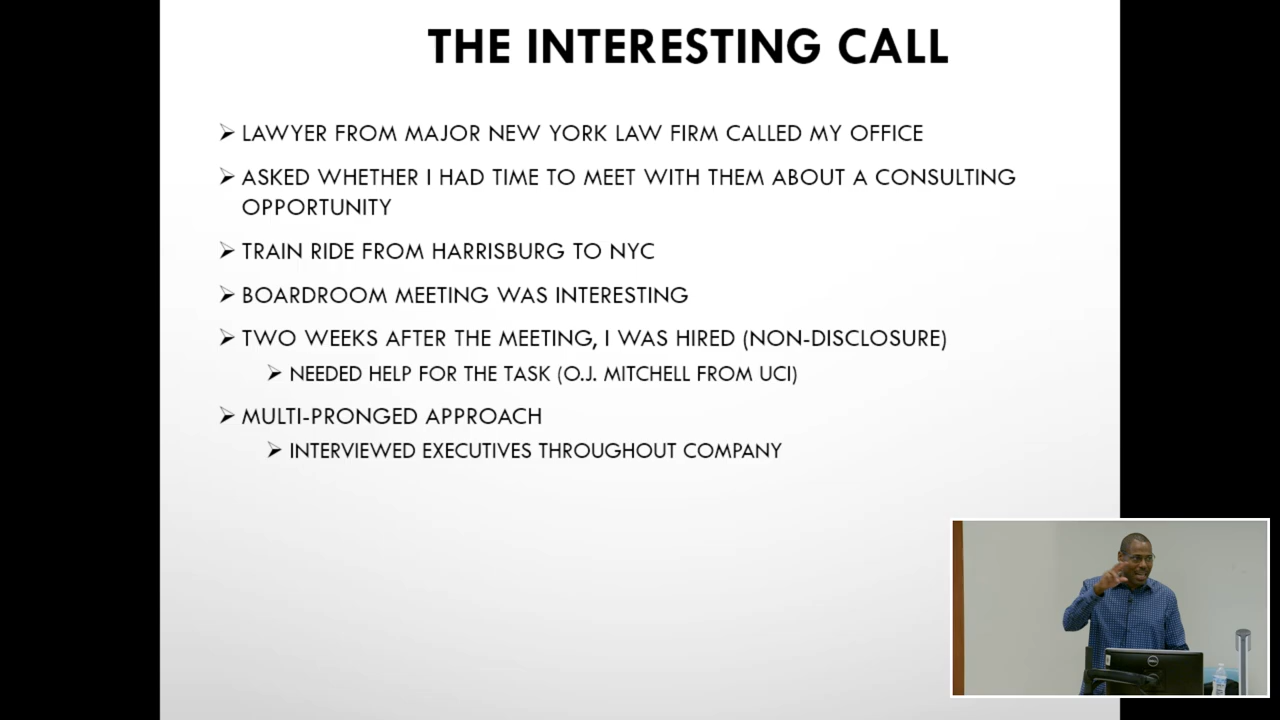 THE INTERESTING CALL
LAWYER FROM MAJOR NEW YORK LAW FIRM CALLED MY OFFICE
ASKED WHETHER I HAD TIME TO MEET WITH THEM ABOUT A CONSULTING
OPPORTUNITY
TRAIN RIDE FROM HARRISBURG TO NYC
BOARDROOM MEETING WAS INTERESTING
TWO WEEKS AFTER THE MEETING, I WAS HIRED (NON-DISCLOSURE)
NEEDED HELP FOR THE TASK (O.J. MITCHELL FROM UCI)
MULTI-PRONGED APPROACH
INTERVIEWED EXECUTIVES THROUGHOUT COMPANY
DELL